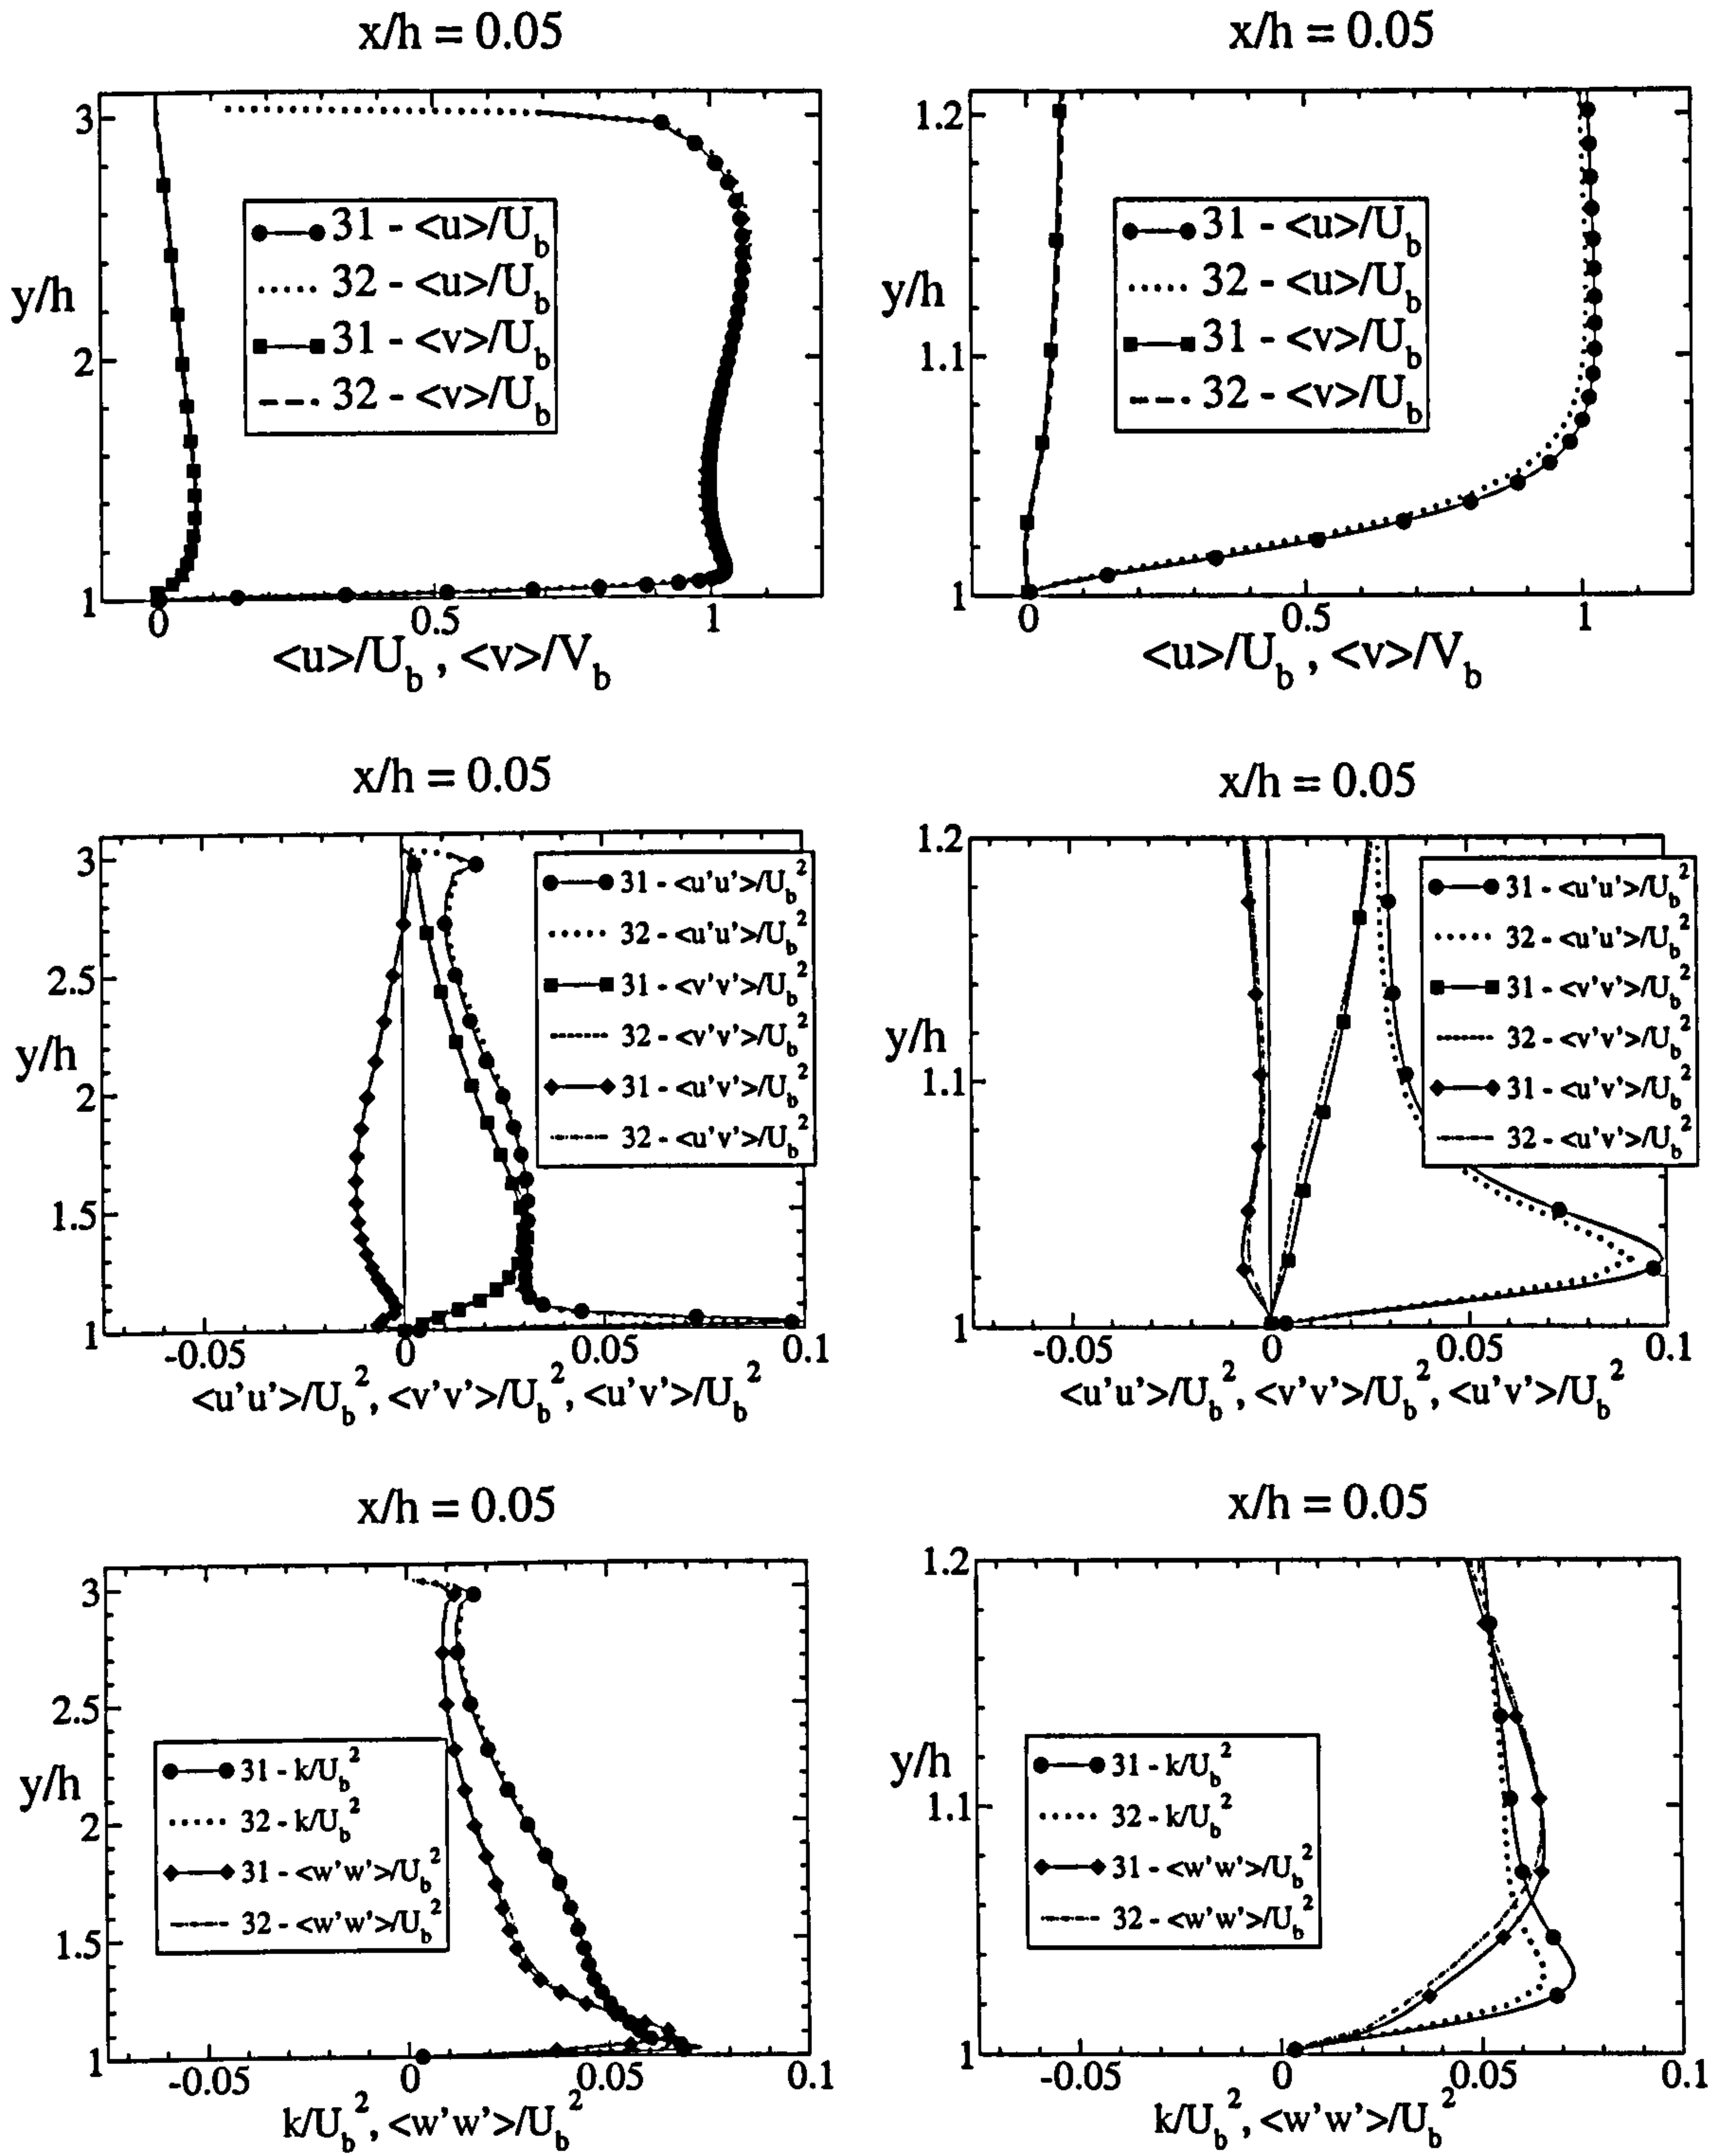 x/h = 0.05
3
2
1
y/h
31 - <u>/U_b
32 - <u>/U_b
31 - <v>/U_b
32 - <v>/U_b
0 0.5 1
<u>/U_b , <v>/V_b
x/h = 0.05
1.2
1.1
1
y/h
31 - <u>/U_b
32 - <u>/U_b
31 - <v>/U_b
32 - <v>/U_b
0 0.5 1
<u>/U_b , <v>/V_b
x/h = 0.05
3
2.5
2
1.5
1
y/h
31 - <u'u'>/U_b^2
32 - <u'u'>/U_b^2
31 - <v'v'>/U_b^2
32 - <v'v'>/U_b^2
31 - <u'v'>/U_b^2
32 - <u'v'>/U_b^2
-0.05 0 0.05 0.1
<u'u'>/U_b^2, <v'v'>/U_b^2, <u'v'>/U_b^2
x/h = 0.05
1.2
1.1
1
y/h
31 - <u'u'>/U_b^2
32 - <u'u'>/U_b^2
31 - <v'v'>/U_b^2
32 - <v'v'>/U_b^2
31 - <u'v'>/U_b^2
32 - <u'v'>/U_b^2
-0.05 0 0.05 0.1
<u'u'>/U_b^2, <v'v'>/U_b^2, <u'v'>/U_b^2
x/h = 0.05
3
2.5
2
1.5
1
y/h
31 - k/U_b^2
32 - k/U_b^2
31 - <w'w'>/U_b^2
32 - <w'w'>/U_b^2
-0.05 0 0.05 0.1
k/U_b^2, <w'w'>/U_b^2
x/h = 0.05
1.2
1.1
1
y/h
31 - k/U_b^2
32 - k/U_b^2
31 - <w'w'>/U_b^2
32 - <w'w'>/U_b^2
-0.05 0 0.05 0.1
k/U_b^2, <w'w'>/U_b^2